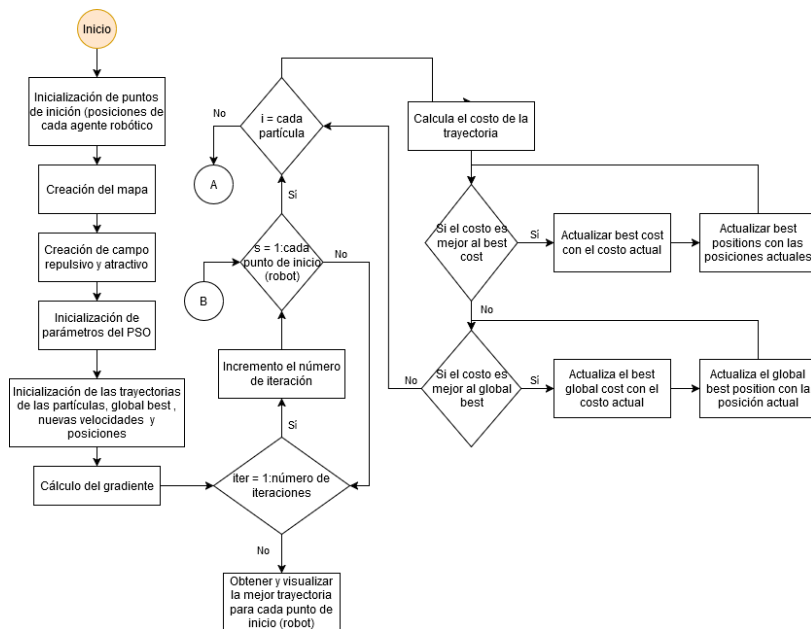 Inicio
Inicialización de puntos
de inición (posiciones de
cada agente robótico
Creación del mapa
Creación de campo
repulsivo y atractivo
Inicialización de
parámetros del PSO
Inicialización de las trayectorias
de las partículas, global best ,
nuevas velocidades y
posiciones
Cálculo del gradiente
iter = 1:número de
iteraciones
Sí
No
Obtener y visualizar
la mejor trayectoria
para cada punto de
inicio (robot)
Incremento el número
de iteración
s = 1:cada
punto de inicio
(robot)
No
B
Sí
i = cada
partícula
No
A
Calcula el costo de la
trayectoria
Si el costo es
mejor al best
cost
Sí
Actualizar best cost
con el costo actual
Actualizar best
positions con las
posiciones actuales
No
Si el costo es
mejor al global
best
No
Sí
Actualiza el best
global cost con el
costo actual
Actualiza el global
best position con la
posición actual